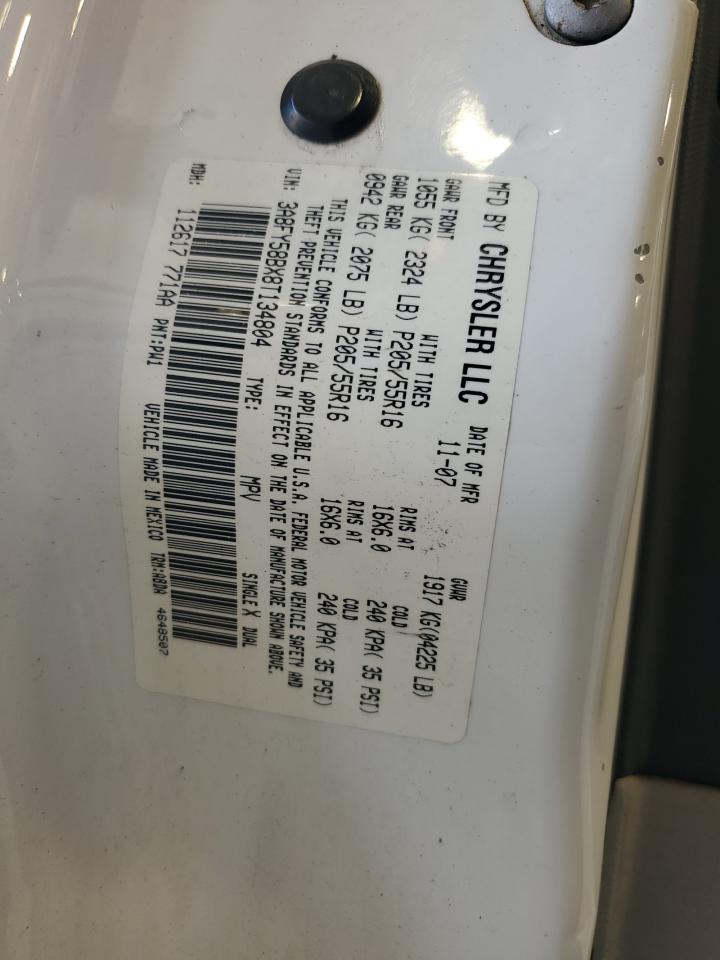 MFD BY CHRYSLER LLC DATE OF MFR 11-07 GVWR 1917 KG(04225 LB)
GAWR FRONT WITH TIRES RIMS AT COLD
1055 KG( 2324 LB) P205/55R16 16X6.0 240 KPA( 35 PSI)
GAWR REAR WITH TIRES RIMS AT COLD
0942 KG( 2075 LB) P205/55R16 16X6.0 240 KPA( 35 PSI)
THIS VEHICLE CONFORMS TO ALL APPLICABLE U.S.A. FEDERAL MOTOR VEHICLE SAFETY AND
THEFT PREVENTION STANDARDS IN EFFECT ON THE DATE OF MANUFACTURE SHOWN ABOVE.
VIN: 3A8FY58BX8T134804 TYPE: MPV SINGLE X DUAL
MDH: 112617 771AA PNT:PW1 VEHICLE MADE IN MEXICO TRM:A8DA 4648507